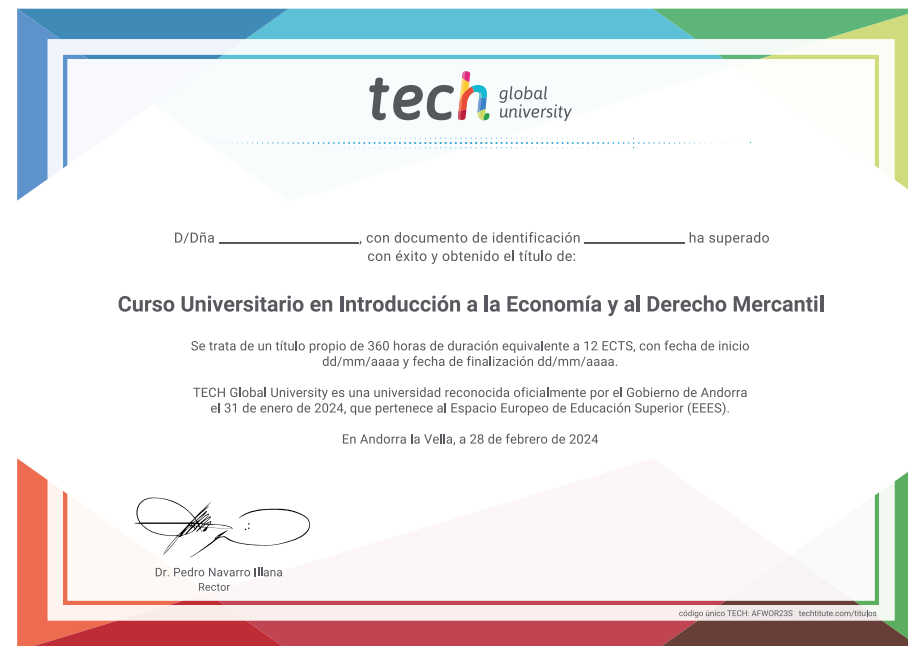 tech global university
D/Dña ____________________, con documento de identificación ______________ ha superado
con éxito y obtenido el título de:
Curso Universitario en Introducción a la Economía y al Derecho Mercantil
Se trata de un título propio de 360 horas de duración equivalente a 12 ECTS, con fecha de inicio
dd/mm/aaaa y fecha de finalización dd/mm/aaaa.
TECH Global University es una universidad reconocida oficialmente por el Gobierno de Andorra
el 31 de enero de 2024, que pertenece al Espacio Europeo de Educación Superior (EEES).
En Andorra la Vella, a 28 de febrero de 2024
Dr. Pedro Navarro Illana
Rector
código único TECH: AFWOR23S techtitute.com/titulos